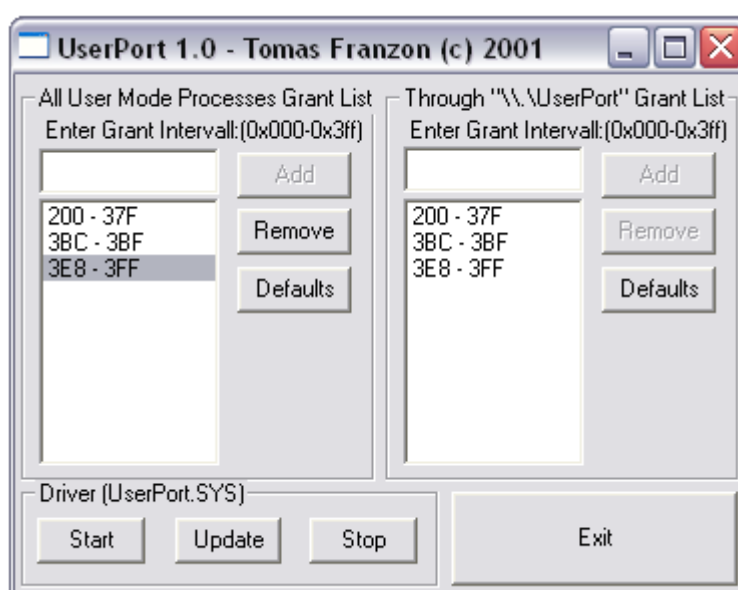 UserPort 1.0 - Tomas Franzon (c) 2001
All User Mode Processes Grant List
Enter Grant Intervall:(0x000-0x3ff)
Add
200 - 37F
3BC - 3BF
3E8 - 3FF
Remove
Defaults
Through "\\.\UserPort" Grant List
Enter Grant Intervall:(0x000-0x3ff)
Add
200 - 37F
3BC - 3BF
3E8 - 3FF
Remove
Defaults
Driver (UserPort.SYS)
Start
Update
Stop
Exit